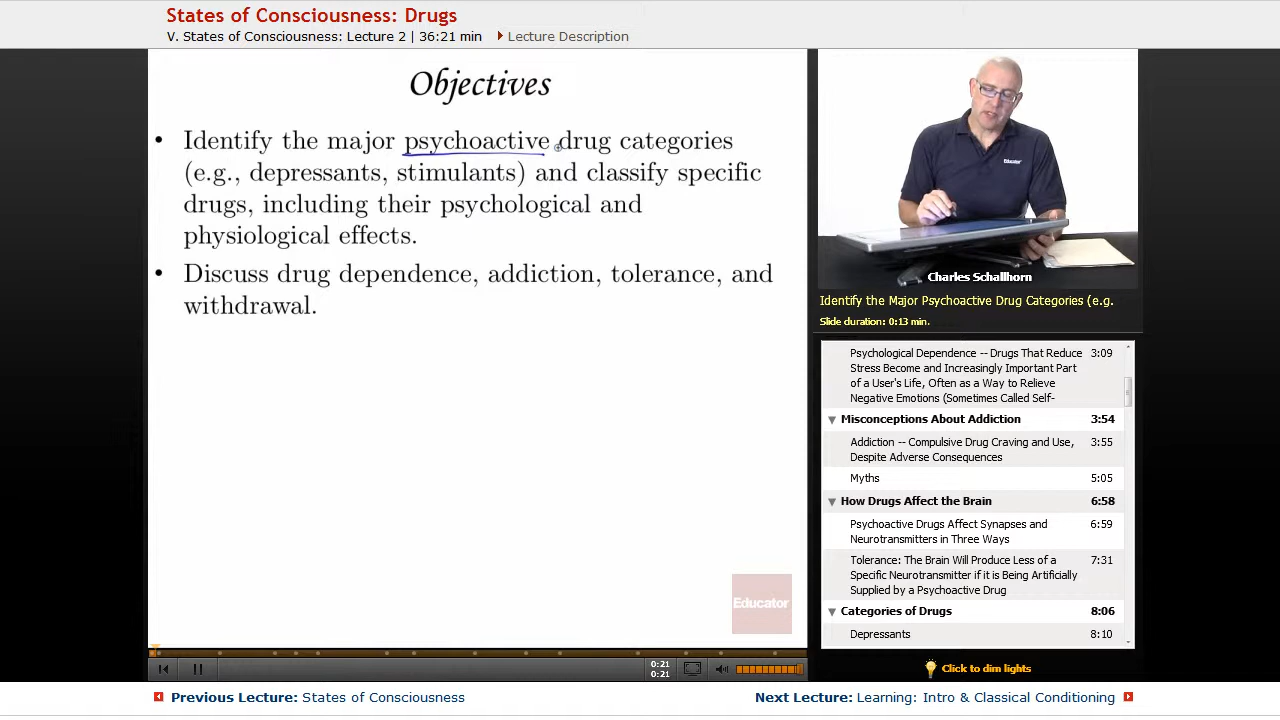 States of Consciousness: Drugs
V. States of Consciousness: Lecture 2 | 36:21 min
Lecture Description
Objectives
• Identify the major psychoactive drug categories
(e.g., depressants, stimulants) and classify specific
drugs, including their psychological and
physiological effects.
• Discuss drug dependence, addiction, tolerance, and
withdrawal.
Educator
Educator
Charles Schallhorn
Identify the Major Psychoactive Drug Categories (e.g.
Slide duration: 0:13 min.
Psychological Dependence -- Drugs That Reduce 3:09
Stress Become and Increasingly Important Part
of a User's Life, Often as a Way to Relieve
Negative Emotions (Sometimes Called Self-
Misconceptions About Addiction 3:54
Addiction -- Compulsive Drug Craving and Use, 3:55
Despite Adverse Consequences
Myths 5:05
How Drugs Affect the Brain 6:58
Psychoactive Drugs Affect Synapses and 6:59
Neurotransmitters in Three Ways
Tolerance: The Brain Will Produce Less of a 7:31
Specific Neurotransmitter if it is Being Artificially
Supplied by a Psychoactive Drug
Categories of Drugs 8:06
Depressants 8:10
0:21
0:21
Click to dim lights
Previous Lecture: States of Consciousness
Next Lecture: Learning: Intro & Classical Conditioning